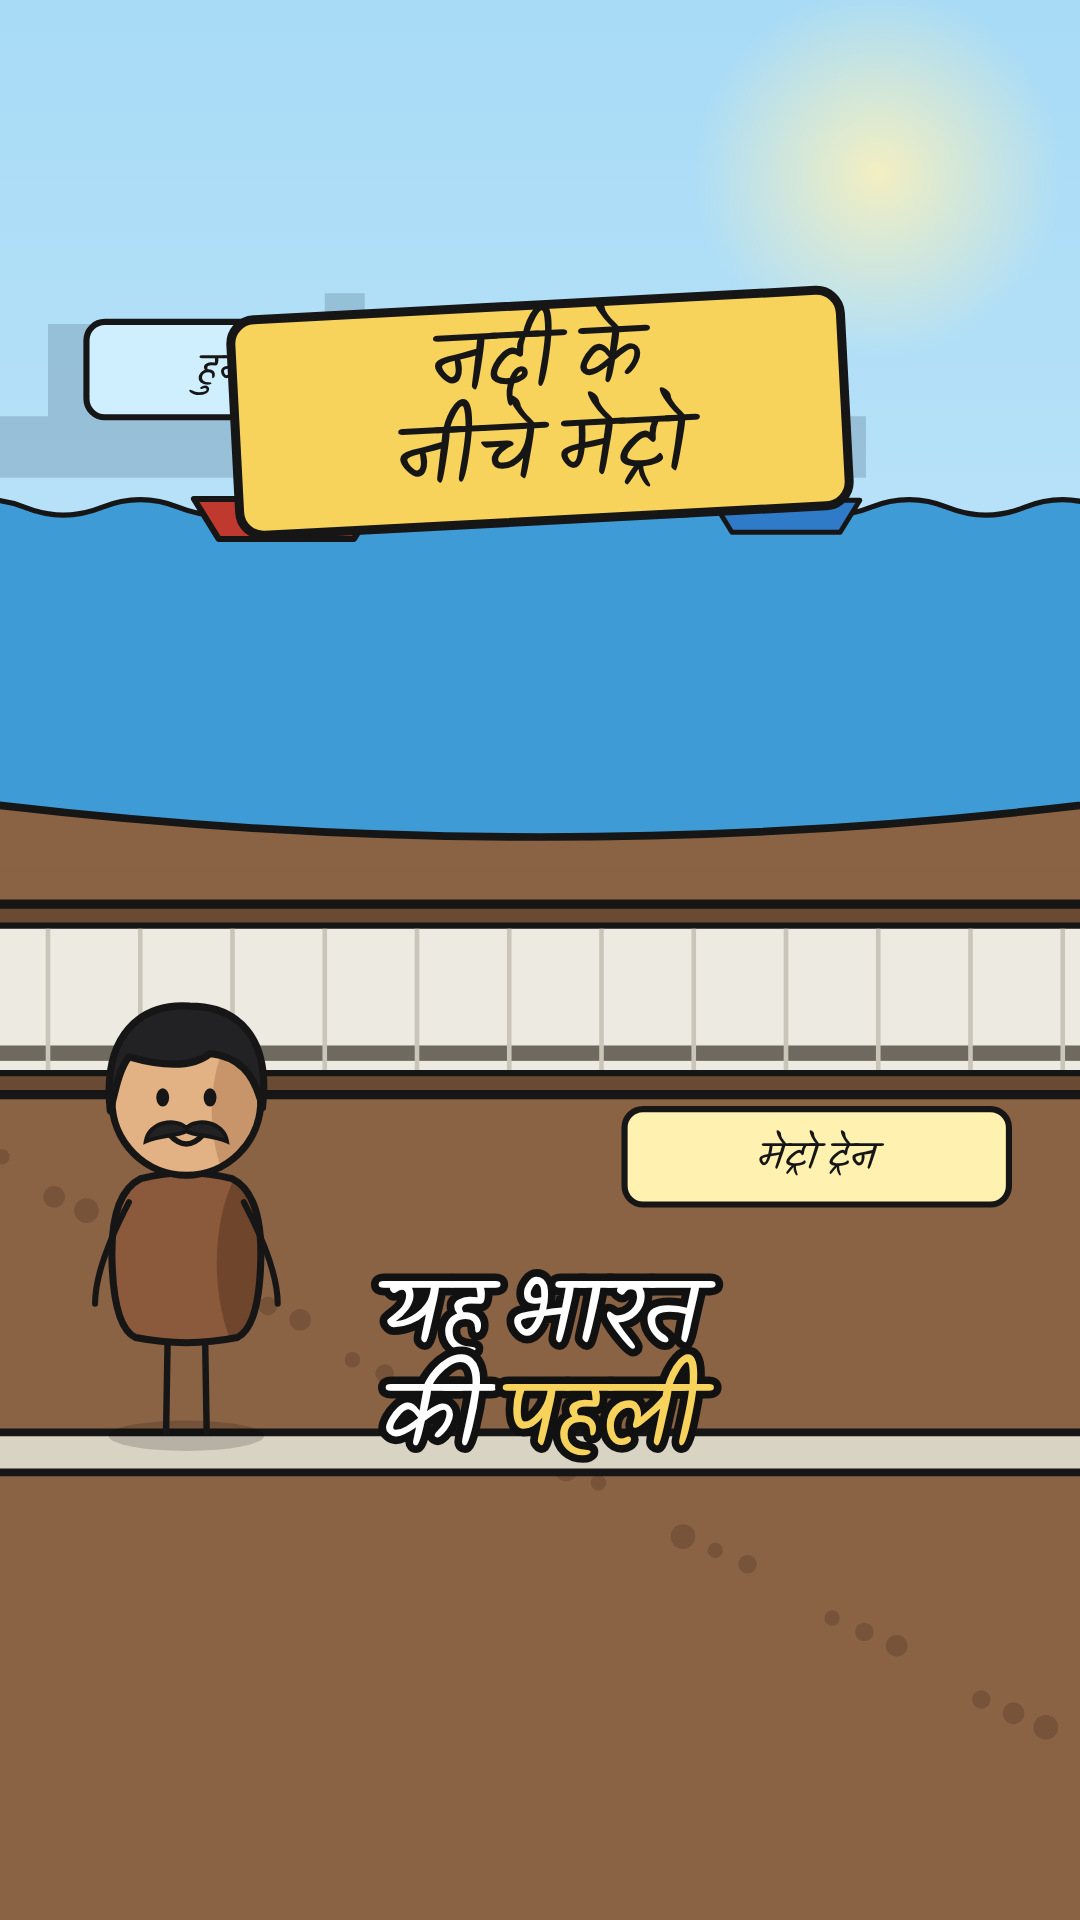 नदी के
नीचे मेट्रो
मेट्रो ट्रेन
यह भारत
की पहली